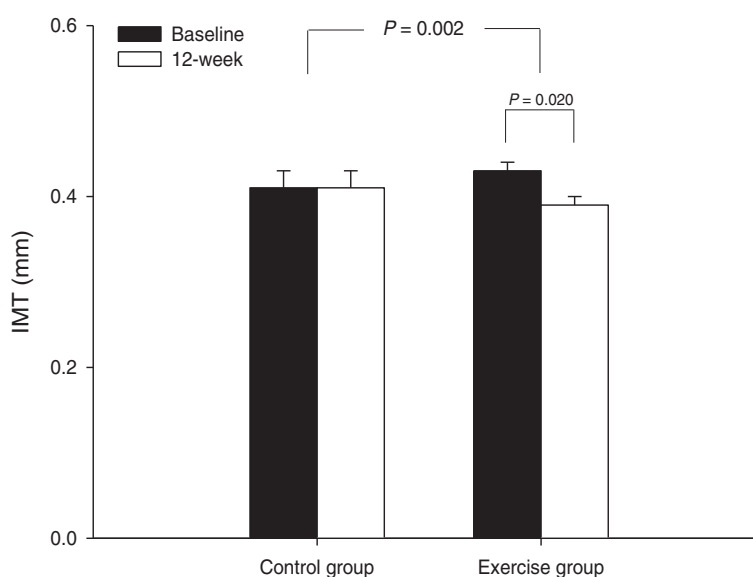 0.6
Baseline
12-week
P = 0.002
P = 0.020
0.4
IMT (mm)
0.2
0.0
Control group
Exercise group